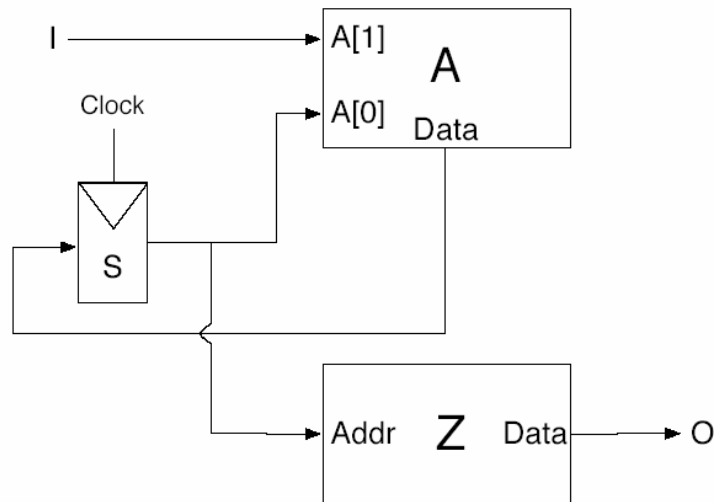 I
A[1]
A
Clock
A[0]
Data
S
Addr
Z
Data
O